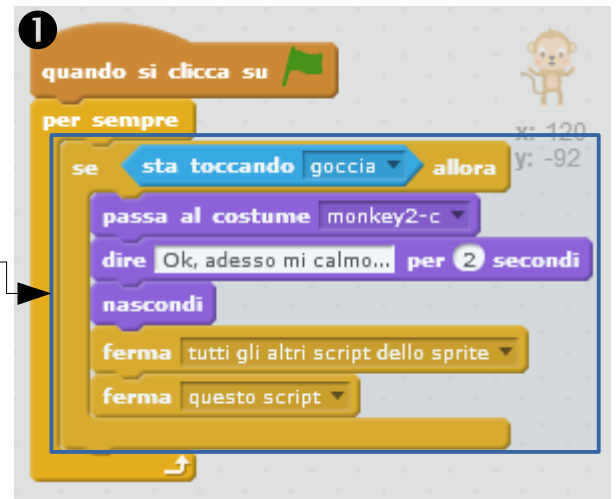 1
quando si clicca su
per sempre
x: 120
y: -92
se sta toccando goccia allora
passa al costume monkey2-c
dire Ok, adesso mi calmo... per 2 secondi
nascondi
ferma tutti gli altri script dello sprite
ferma questo script